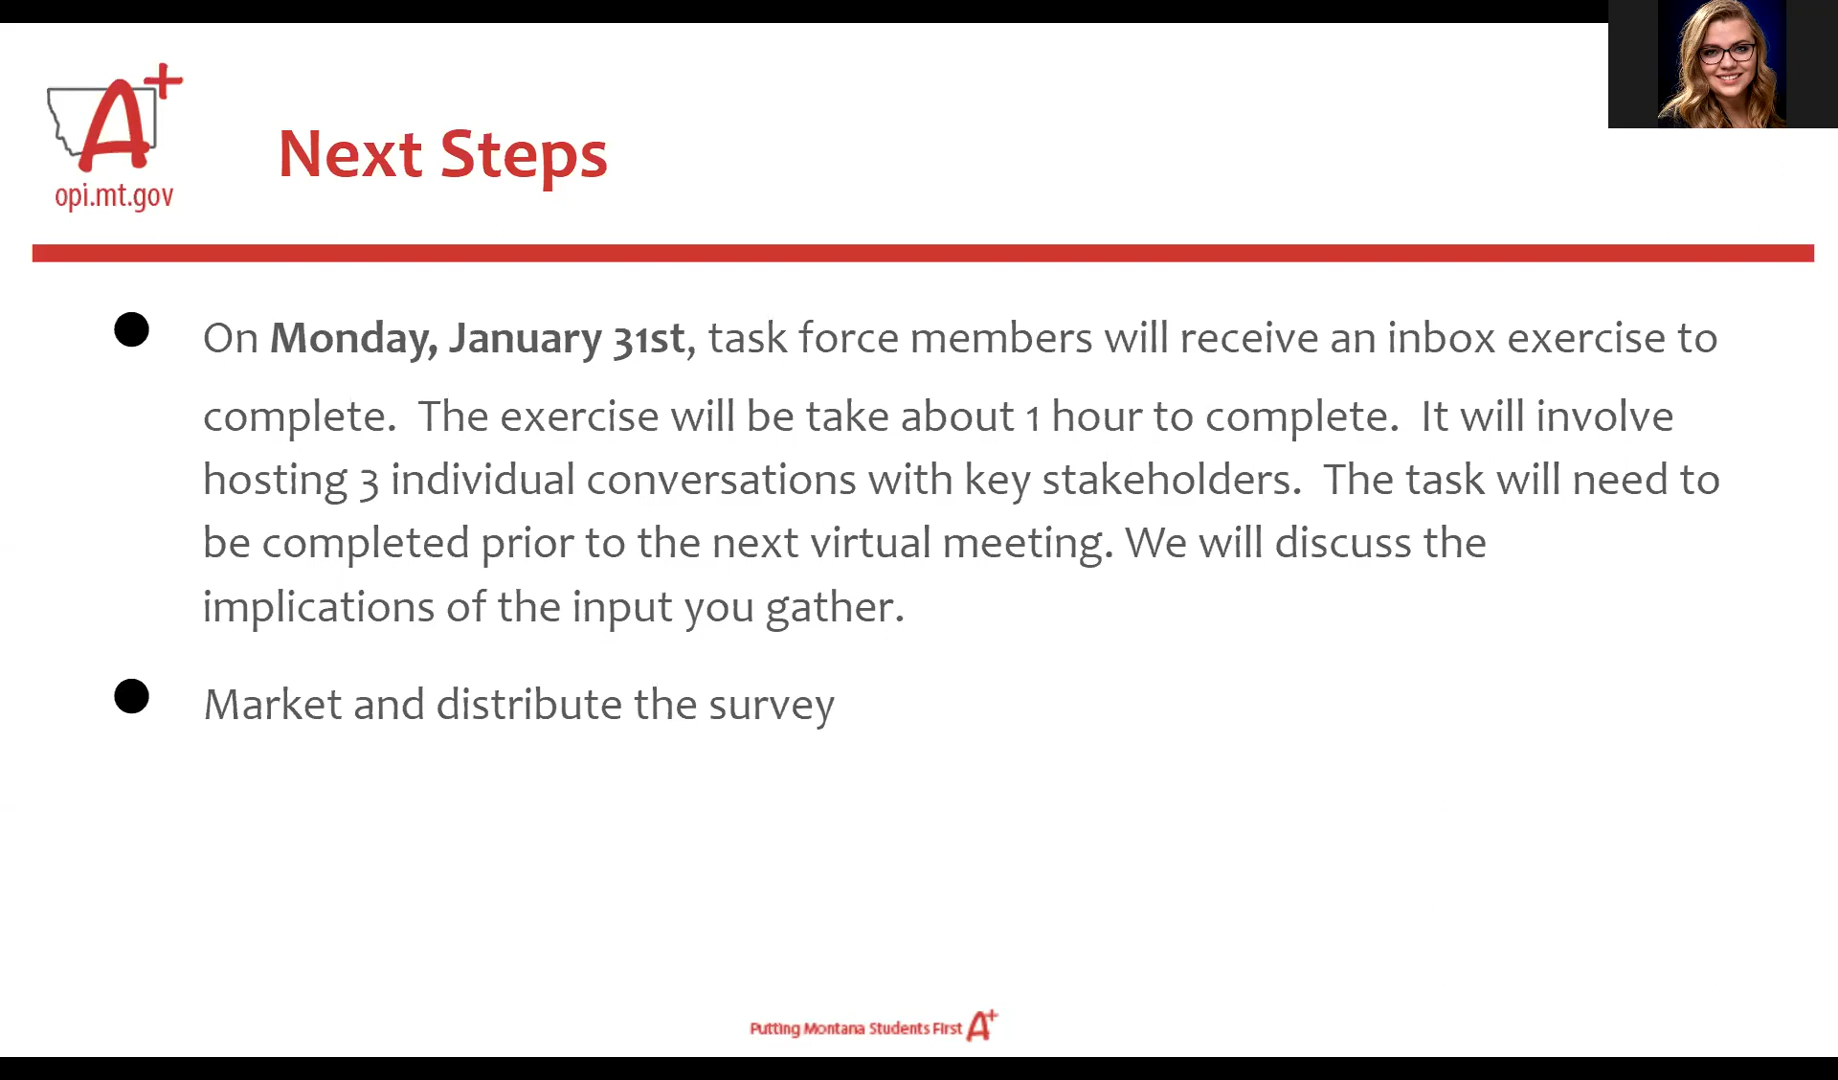 A+
opi.mt.gov
Next Steps
On Monday, January 31st, task force members will receive an inbox exercise to
complete.  The exercise will be take about 1 hour to complete.  It will involve
hosting 3 individual conversations with key stakeholders.  The task will need to
be completed prior to the next virtual meeting. We will discuss the
implications of the input you gather.
Market and distribute the survey
Putting Montana Students First A+